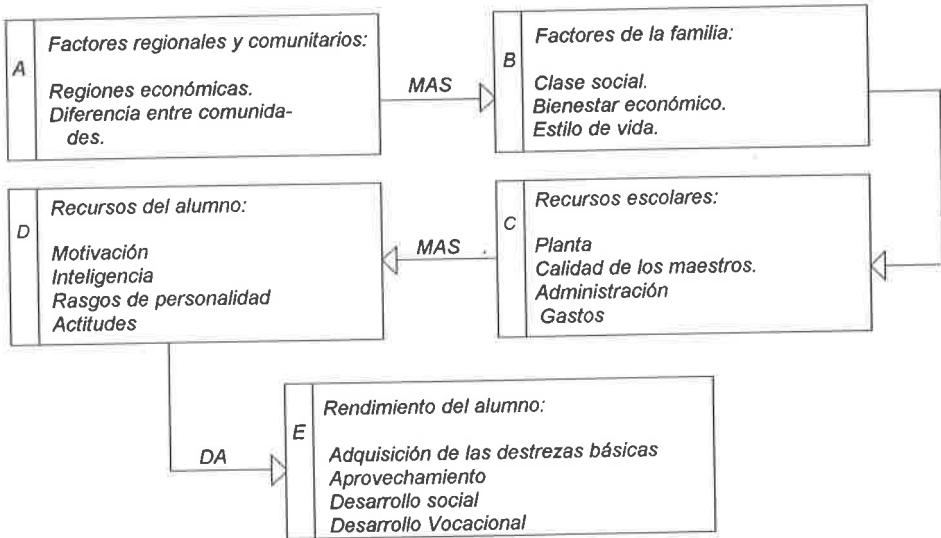 A
Factores regionales y comunitarios:
Regiones económicas.
Diferencia entre comunida-
des.
MAS
B
Factores de la familia:
Clase social.
Bienestar económico.
Estilo de vida.
C
Recursos escolares:
Planta
Calidad de los maestros.
Administración
Gastos
MAS
D
Recursos del alumno:
Motivación
Inteligencia
Rasgos de personalidad
Actitudes
DA
E
Rendimiento del alumno:
Adquisición de las destrezas básicas
Aprovechamiento
Desarrollo social
Desarrollo Vocacional